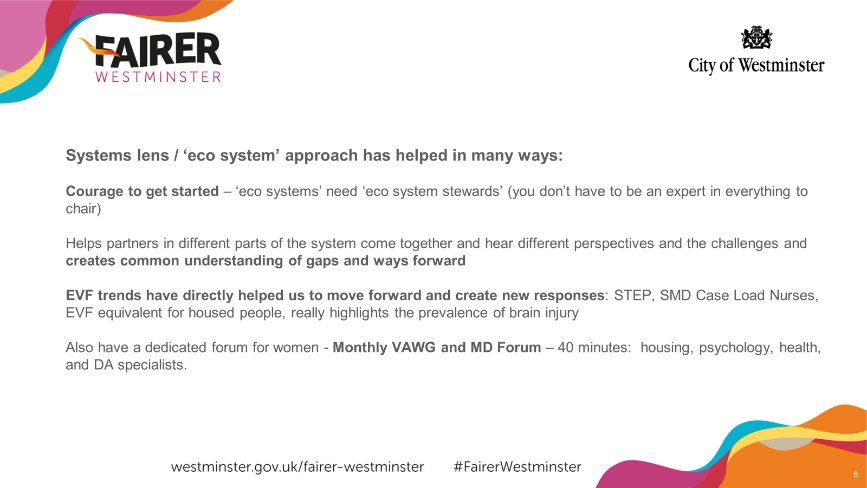 FAIRER
WESTMINSTER
City of Westminster
Systems lens / ‘eco system’ approach has helped in many ways:
Courage to get started – ‘eco systems’ need ‘eco system stewards’ (you don’t have to be an expert in everything to
chair)
Helps partners in different parts of the system come together and hear different perspectives and the challenges and
creates common understanding of gaps and ways forward
EVF trends have directly helped us to move forward and create new responses: STEP, SMD Case Load Nurses,
EVF equivalent for housed people, really highlights the prevalence of brain injury
Also have a dedicated forum for women - Monthly VAWG and MD Forum – 40 minutes: housing, psychology, health,
and DA specialists.
westminster.gov.uk/fairer-westminster #FairerWestminster
6